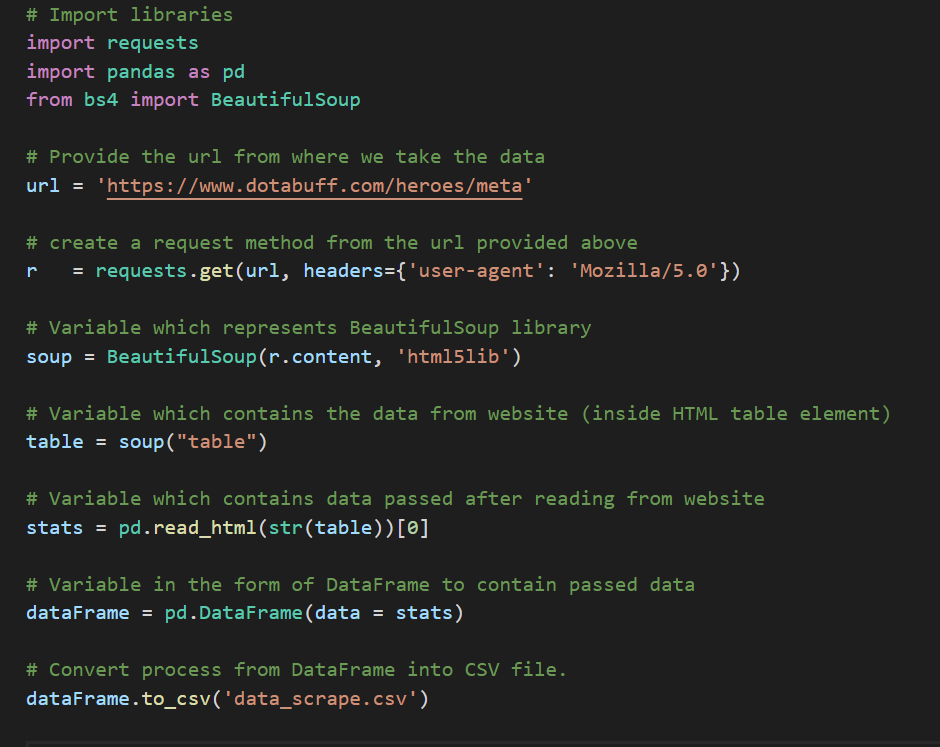 # Import libraries
import requests
import pandas as pd
from bs4 import BeautifulSoup
# Provide the url from where we take the data
url = 'https://www.dotabuff.com/heroes/meta'
# create a request method from the url provided above
r   = requests.get(url, headers={'user-agent': 'Mozilla/5.0'})
# Variable which represents BeautifulSoup library
soup = BeautifulSoup(r.content, 'html5lib')
# Variable which contains the data from website (inside HTML table element)
table = soup("table")
# Variable which contains data passed after reading from website
stats = pd.read_html(str(table))[0]
# Variable in the form of DataFrame to contain passed data
dataFrame = pd.DataFrame(data = stats)
# Convert process from DataFrame into CSV file.
dataFrame.to_csv('data_scrape.csv')